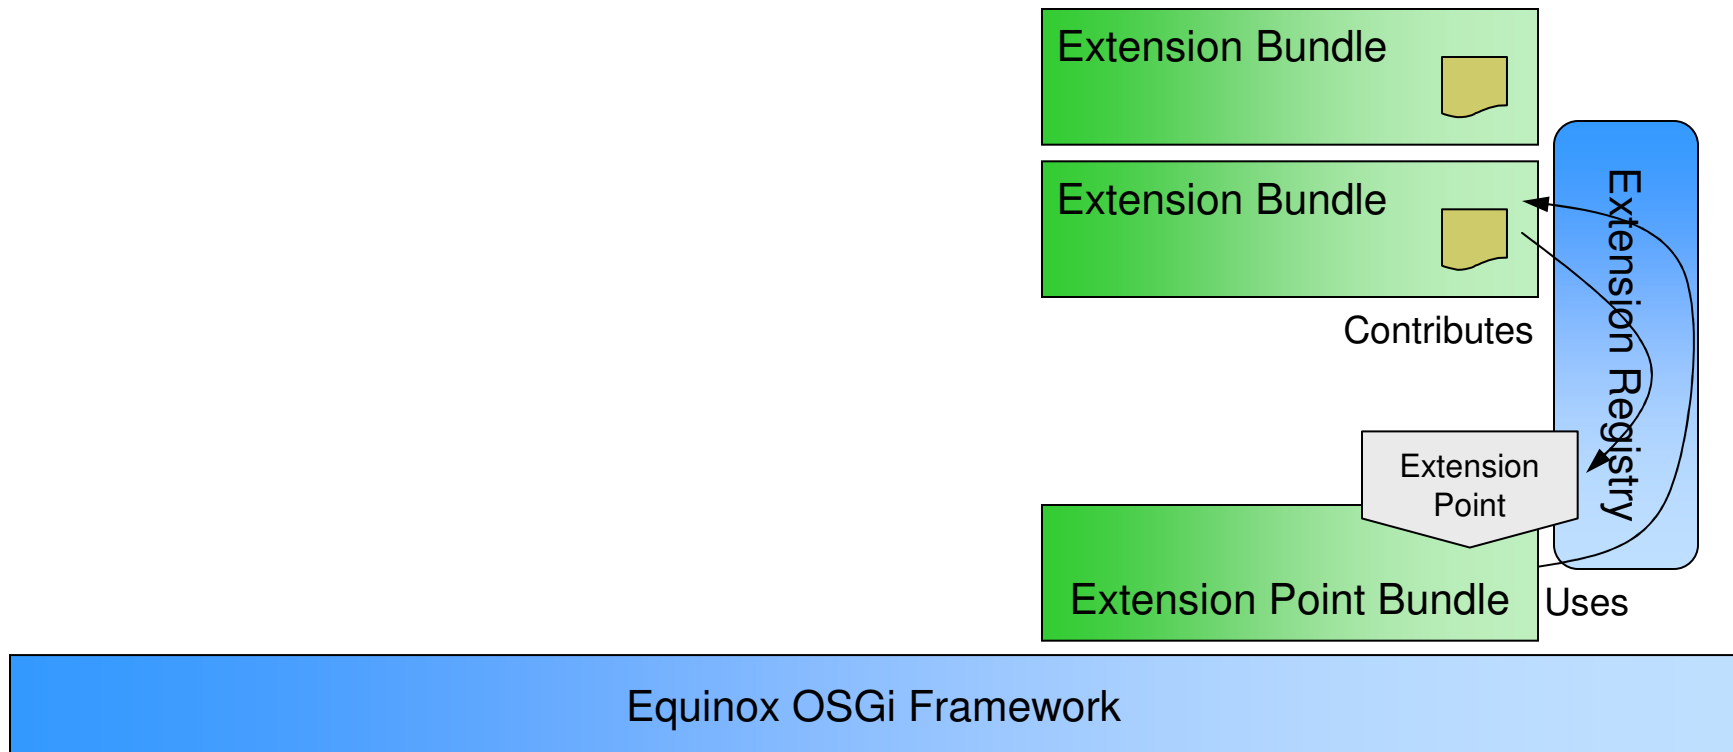 Extension Bundle
Extension Bundle
Extension Registry
Contributes
Extension
Point
Extension Point Bundle
Uses
Equinox OSGi Framework